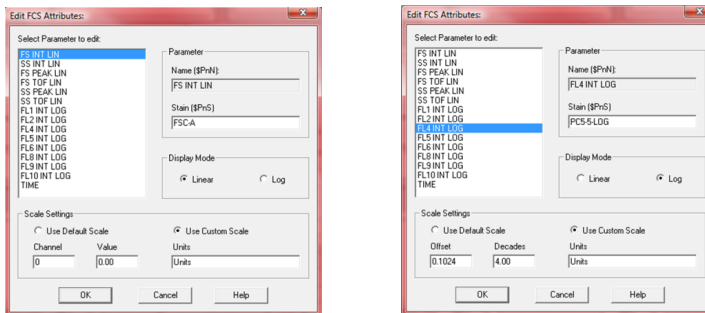 Edit FCS Attributes:
Select Parameter to edit:
FS INT LIN
SS INT LIN
FS PEAK LIN
FS TOF LIN
SS PEAK LIN
SS TOF LIN
FL1 INT LOG
FL2 INT LOG
FL4 INT LOG
FL5 INT LOG
FL6 INT LOG
FL8 INT LOG
FL9 INT LOG
FL10 INT LOG
TIME
Parameter
Name ($PnN):
FS INT LIN
Stain ($PnS)
FSC-A
Display Mode
Linear
Log
Scale Settings
Use Default Scale
Use Custom Scale
Channel
Value
Units
0
0.00
Units
OK
Cancel
Help
Edit FCS Attributes:
Select Parameter to edit:
FS INT LIN
SS INT LIN
FS PEAK LIN
FS TOF LIN
SS PEAK LIN
SS TOF LIN
FL1 INT LOG
FL2 INT LOG
FL4 INT LOG
FL5 INT LOG
FL6 INT LOG
FL8 INT LOG
FL9 INT LOG
FL10 INT LOG
TIME
Parameter
Name ($PnN):
FL4 INT LOG
Stain ($PnS)
PC5-5-LOG
Display Mode
Linear
Log
Scale Settings
Use Default Scale
Use Custom Scale
Offset
Decades
Units
0.1024
4.00
Units
OK
Cancel
Help